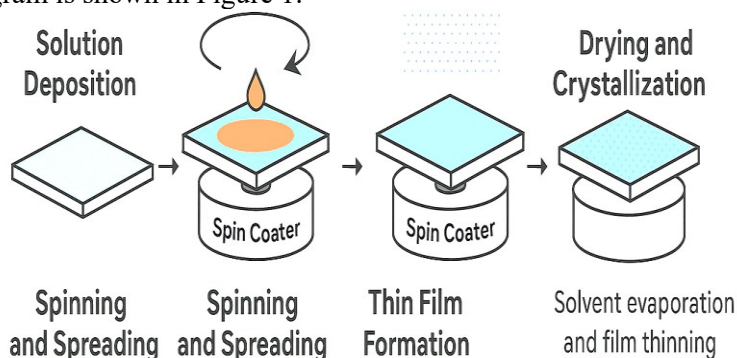 gram is shown in Figure 1.
Solution
Deposition
Drying and
Crystallization
Spin Coater
Spin Coater
Spinning
and Spreading
Spinning
and Spreading
Thin Film
Formation
Solvent evaporation
and film thinning